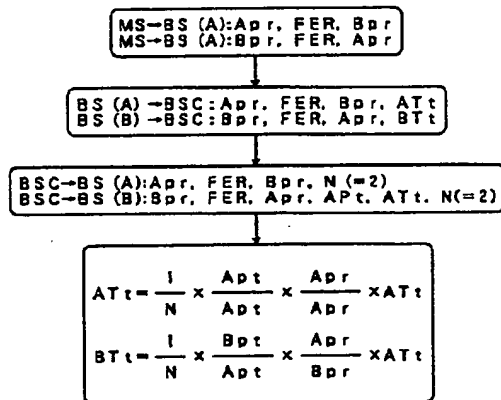 MS→BS (A):Apr, FER, Bpr
MS→BS (A):Bpr, FER, Apr
BS (A) →BSC:Apr, FER, Bpr, ATt
BS (B) →BSC:Bpr, FER, Apr, BTt
BSC→BS (A):Apr, FER, Bpr, N (=2)
BSC→BS (B):Bpr, FER, Apr, APt, ATt, N(=2)
ATt= 1/N × Apt/Apt × Apr/Apr ×ATt
BTt= 1/N × Bpt/Apt × Apr/Bpr ×ATt